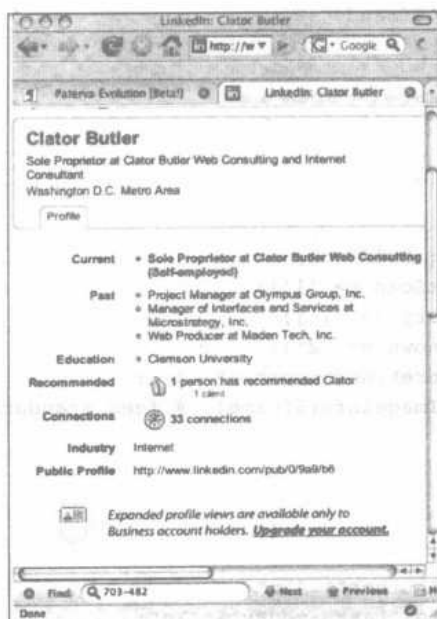 LinkedIn: Clator Butler
http://w
Google
Paterva Evolution [Beta!]
LinkedIn: Clator Butler
Clator Butler
Sole Proprietor at Clator Butler Web Consulting and Internet
Consultant
Washington D.C. Metro Area
Profile
Current
Sole Proprietor at Clator Butler Web Consulting
(Self-employed)
Past
Project Manager at Olympus Group, Inc.
Manager of Interfaces and Services at
Microstrategy, Inc.
Web Producer at Maden Tech, Inc.
Education
Clemson University
Recommended
1 person has recommended Clator
1 client
Connections
33 connections
Industry
Internet
Public Profile
http://www.linkedin.com/pub/0/9a9/b6
Expanded profile views are available only to
Business account holders. Upgrade your account.
Find: 703-482
Next
Previous
Done